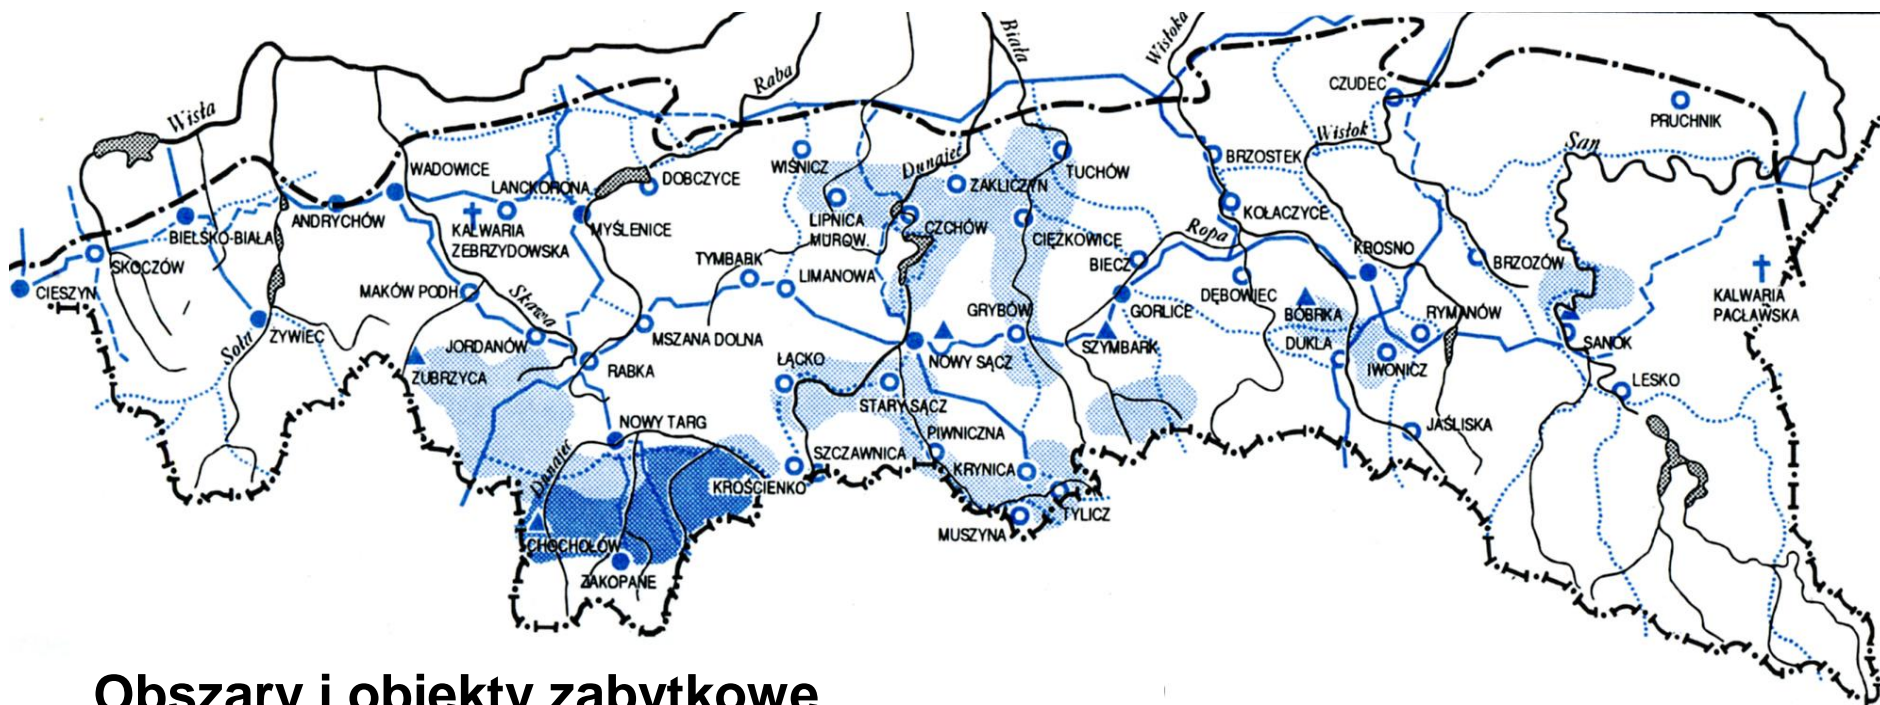 Wisła
Raba
Biała
Wisłoka
CZUDEC
PRUCHNIK
Wisłok
San
WADOWICE
LANCKORONA
DOBCZYCE
WIŚNICZ
Dunajec
TUCHÓW
BRZOSTEK
ZAKLICZYN
ANDRYCHÓW
KALWARIA
ZEBRZYDOWSKA
MYŚLENICE
LIPNICA
MUROW.
CZCHÓW
KOŁACZYCE
BIELSKO-BIAŁA
CIĘŻKOWICE
Ropa
KROSNO
SKOCZÓW
TYMBARK
BIECZ
BRZOZÓW
CIESZYN
MAKÓW PODH.
Skawa
LIMANOWA
DĘBOWIEC
KALWARIA
PACŁAWSKA
ŻYWIEC
Soła
GRYBÓW
GORLICE
BÓBRKA
RYMANÓW
JORDANÓW
MSZANA DOLNA
NOWY SĄCZ
SZYMBARK
DUKLA
SANOK
ZUBRZYCA
RABKA
ŁĄCKO
IWONICZ
LESKO
STARY SĄCZ
NOWY TARG
PIWNICZNA
JAŚLISKA
Dunajec
SZCZAWNICA
KRYNICA
KROŚCIENKO
TYLICZ
MUSZYNA
CHOCHOŁÓW
ZAKOPANE
Obszary i obiekty zabytkowe